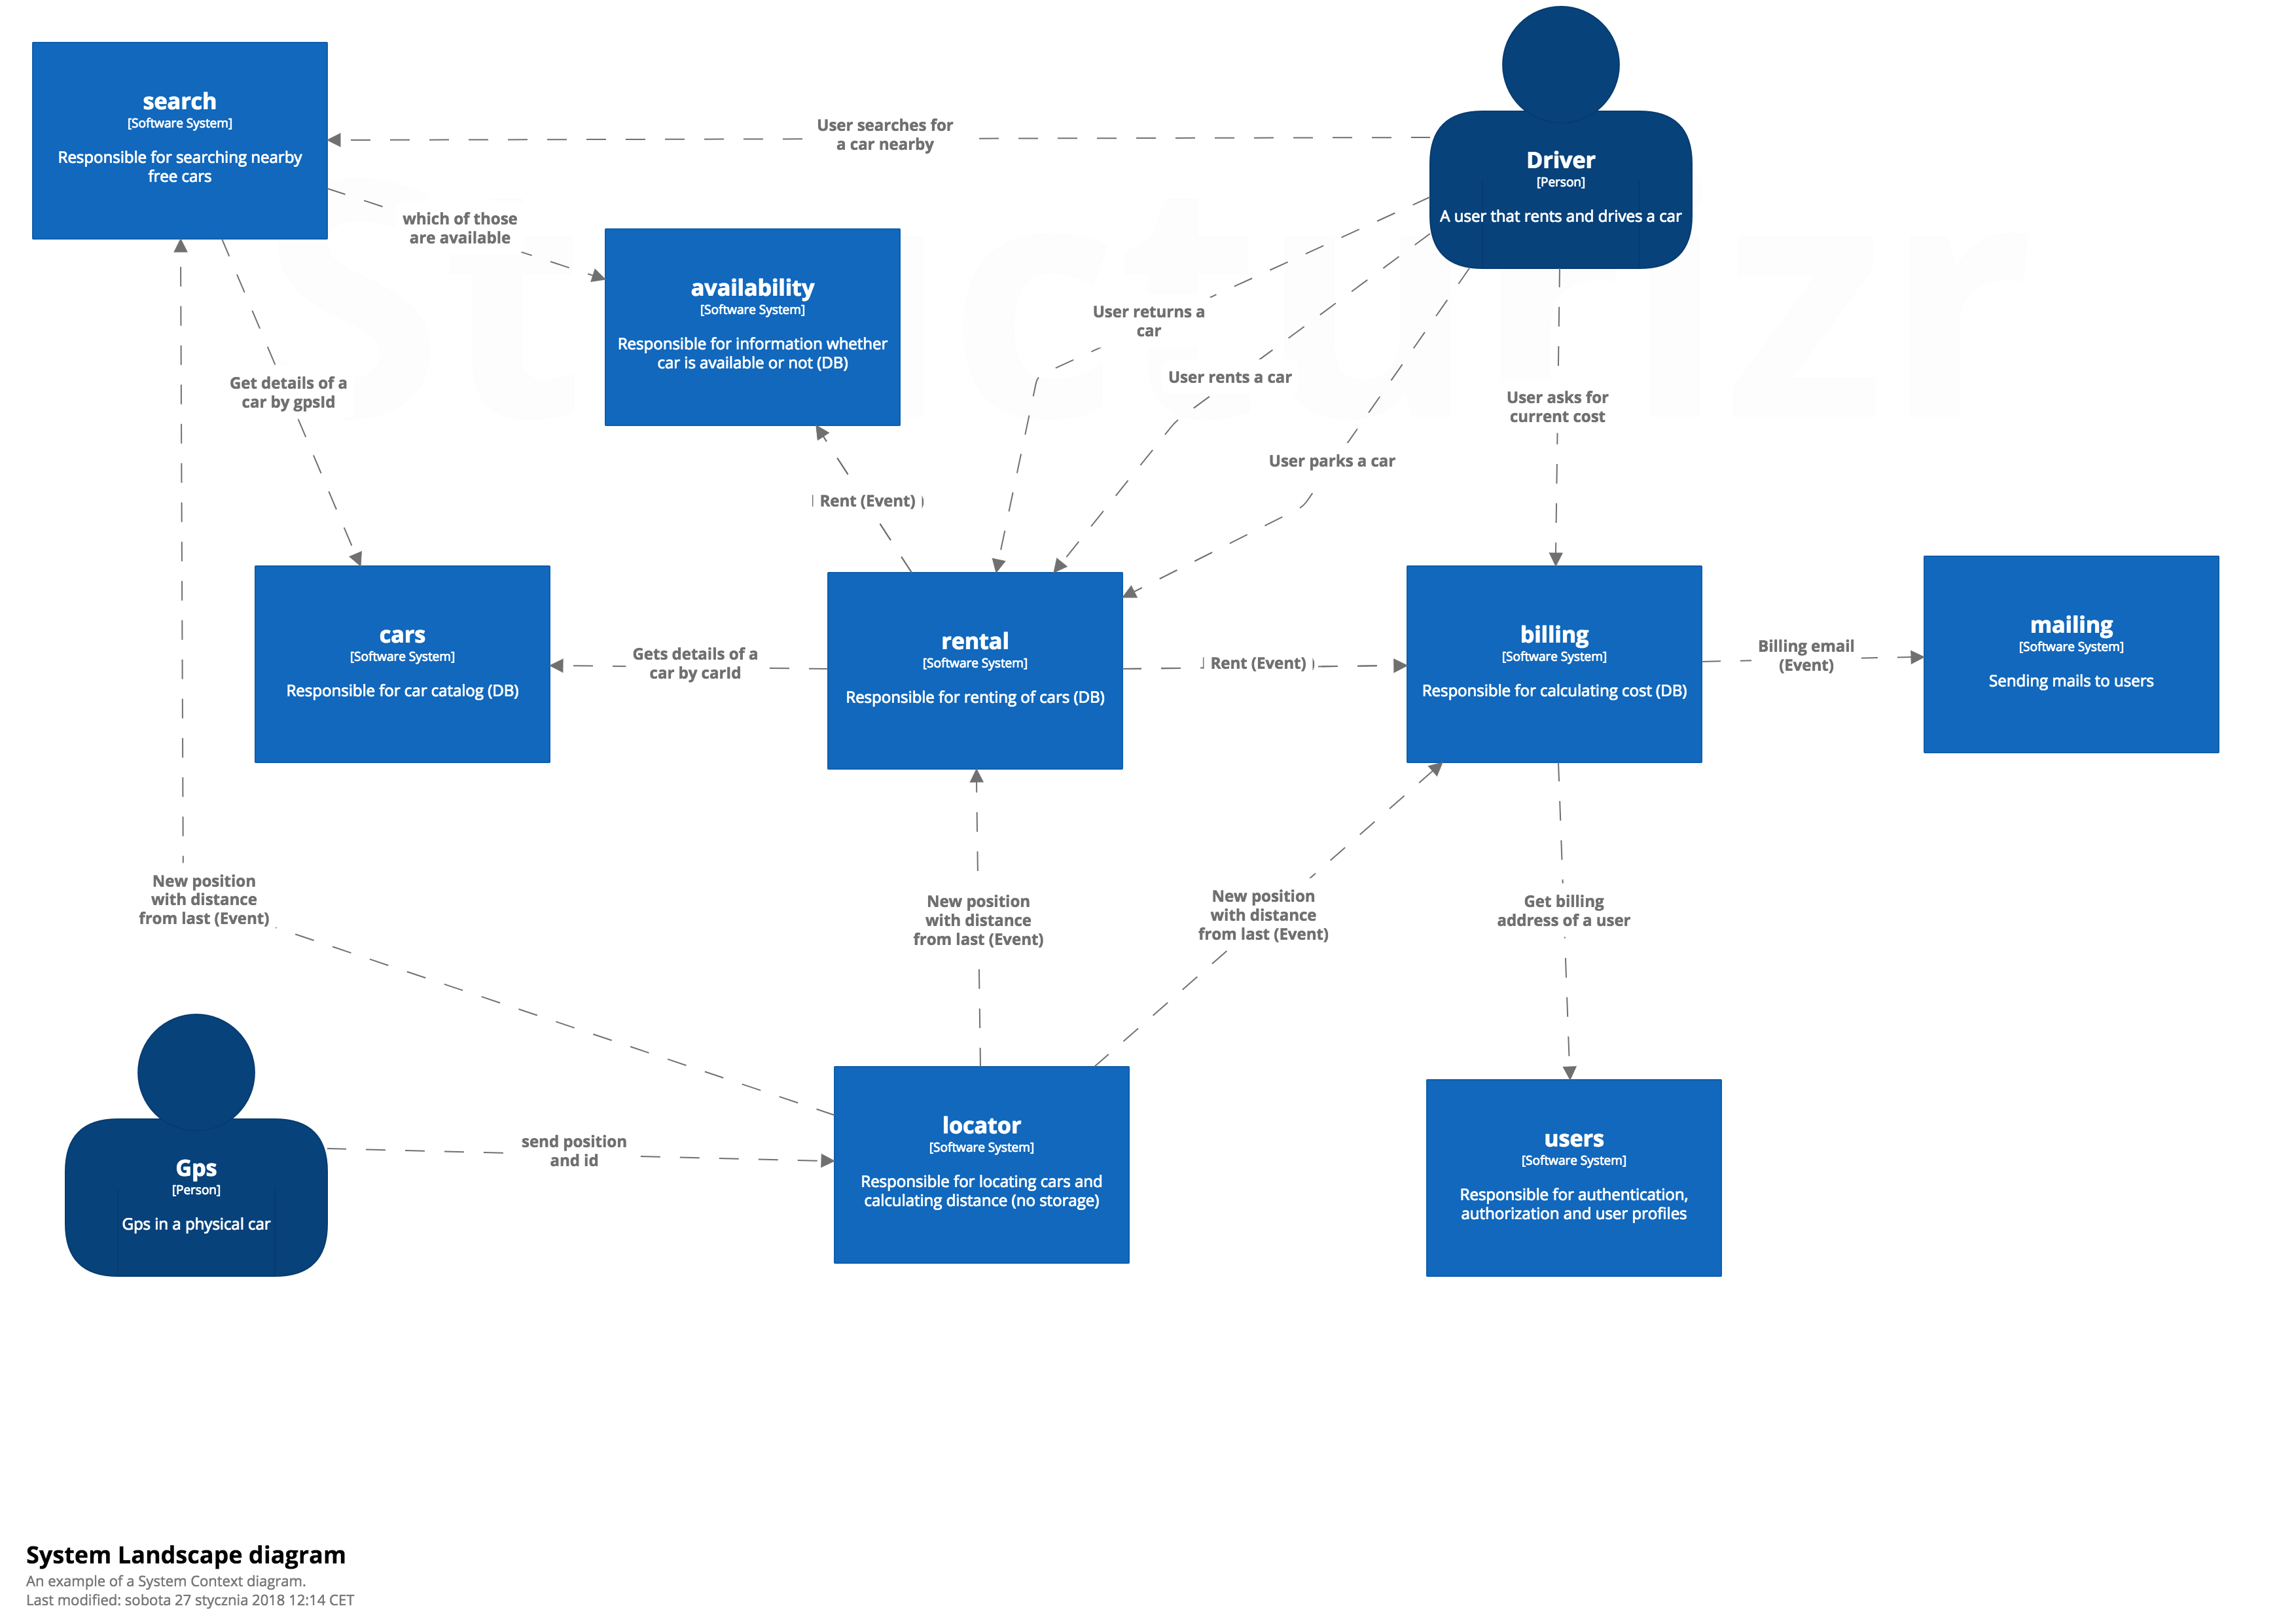 search
[Software System]
Responsible for searching nearby
free cars
User searches for
a car nearby
Driver
[Person]
A user that rents and drives a car
which of those
are available
availability
[Software System]
Responsible for information whether
car is available or not (DB)
User returns a
car
User rents a car
User parks a car
User asks for
current cost
Get details of a
car by gpsId
Rent (Event)
cars
[Software System]
Responsible for car catalog (DB)
Gets details of a
car by carId
rental
[Software System]
Responsible for renting of cars (DB)
Rent (Event)
billing
[Software System]
Responsible for calculating cost (DB)
Billing email
(Event)
mailing
[Software System]
Sending mails to users
New position
with distance
from last (Event)
New position
with distance
from last (Event)
New position
with distance
from last (Event)
Get billing
address of a user
Gps
[Person]
Gps in a physical car
send position
and id
locator
[Software System]
Responsible for locating cars and
calculating distance (no storage)
users
[Software System]
Responsible for authentication,
authorization and user profiles
System Landscape diagram
An example of a System Context diagram.
Last modified: sobota 27 stycznia 2018 12:14 CET